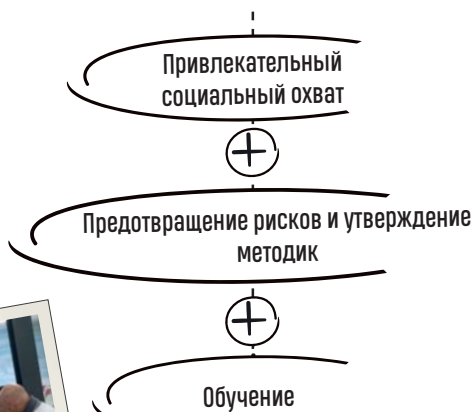 Привлекательный
социальный охват
+
Предотвращение рисков и утверждение
методик
+
Обучение